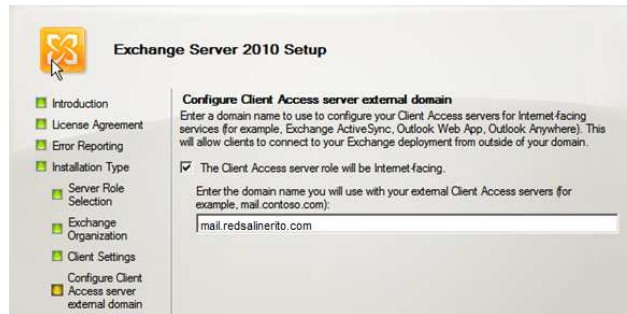 Exchange Server 2010 Setup
Introduction
License Agreement
Error Reporting
Installation Type
Server Role
Selection
Exchange
Organization
Client Settings
Configure Client
Access server
external domain
Configure Client Access server external domain
Enter a domain name to use to configure your Client Access servers for Internet-facing
services (for example, Exchange ActiveSync, Outlook Web App, Outlook Anywhere). This
will allow clients to connect to your Exchange deployment from outside of your domain.
The Client Access server role will be Internet-facing.
Enter the domain name you will use with your external Client Access servers (for
example, mail.contoso.com):
mail.redsalinerito.com